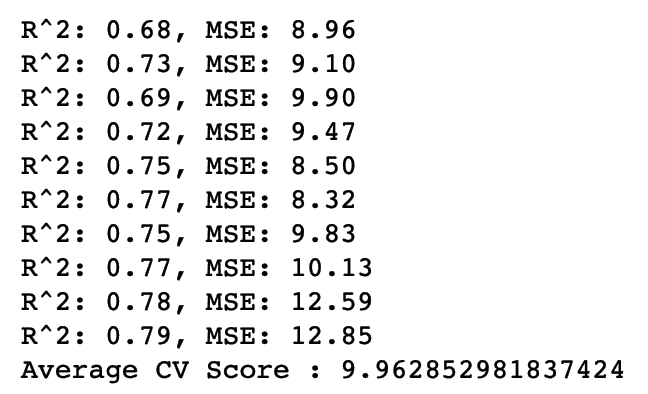 R^2: 0.68, MSE: 8.96
R^2: 0.73, MSE: 9.10
R^2: 0.69, MSE: 9.90
R^2: 0.72, MSE: 9.47
R^2: 0.75, MSE: 8.50
R^2: 0.77, MSE: 8.32
R^2: 0.75, MSE: 9.83
R^2: 0.77, MSE: 10.13
R^2: 0.78, MSE: 12.59
R^2: 0.79, MSE: 12.85
Average CV Score : 9.962852981837424